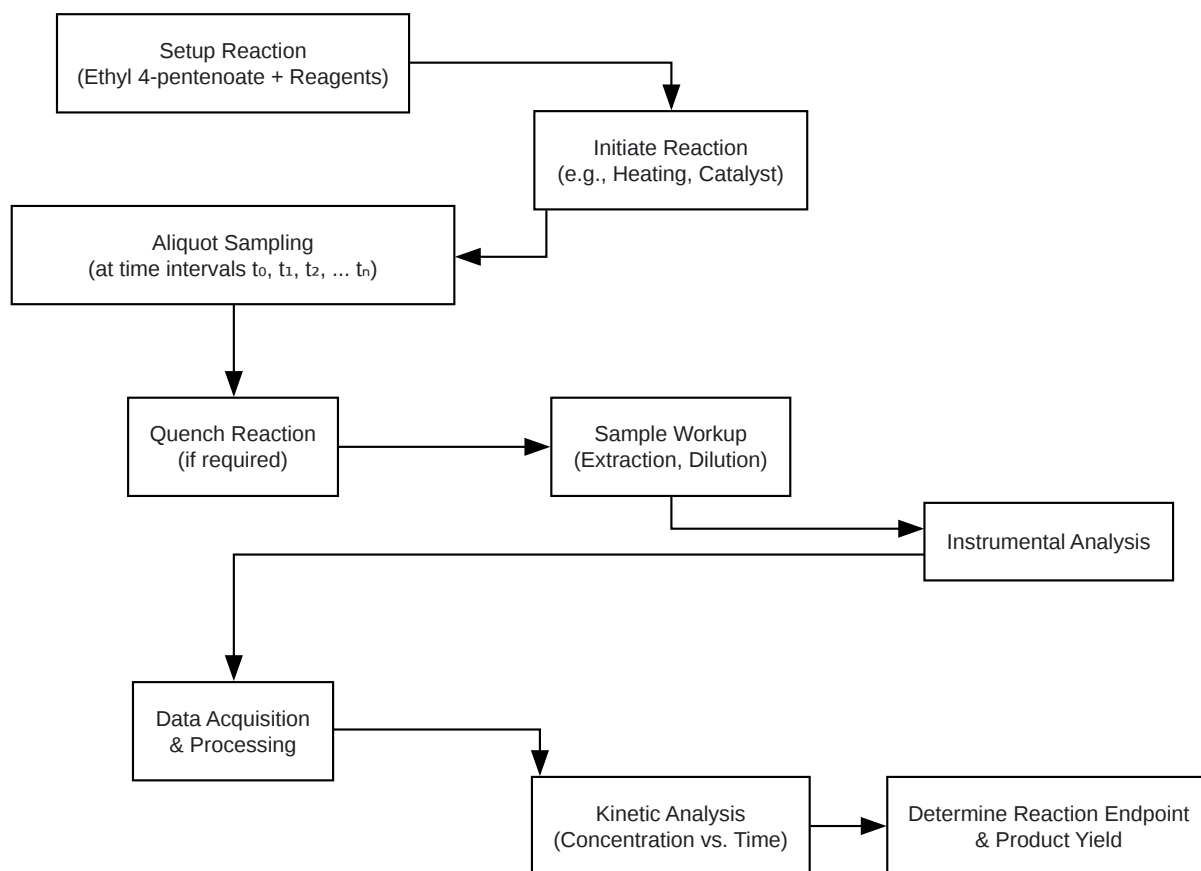 Setup Reaction
(Ethyl 4-pentenoate + Reagents)
Initiate Reaction
(e.g., Heating, Catalyst)
Aliquot Sampling
(at time intervals t₀, t₁, t₂, ... tₙ)
Quench Reaction
(if required)
Sample Workup
(Extraction, Dilution)
Instrumental Analysis
Data Acquisition
& Processing
Kinetic Analysis
(Concentration vs. Time)
Determine Reaction Endpoint
& Product Yield